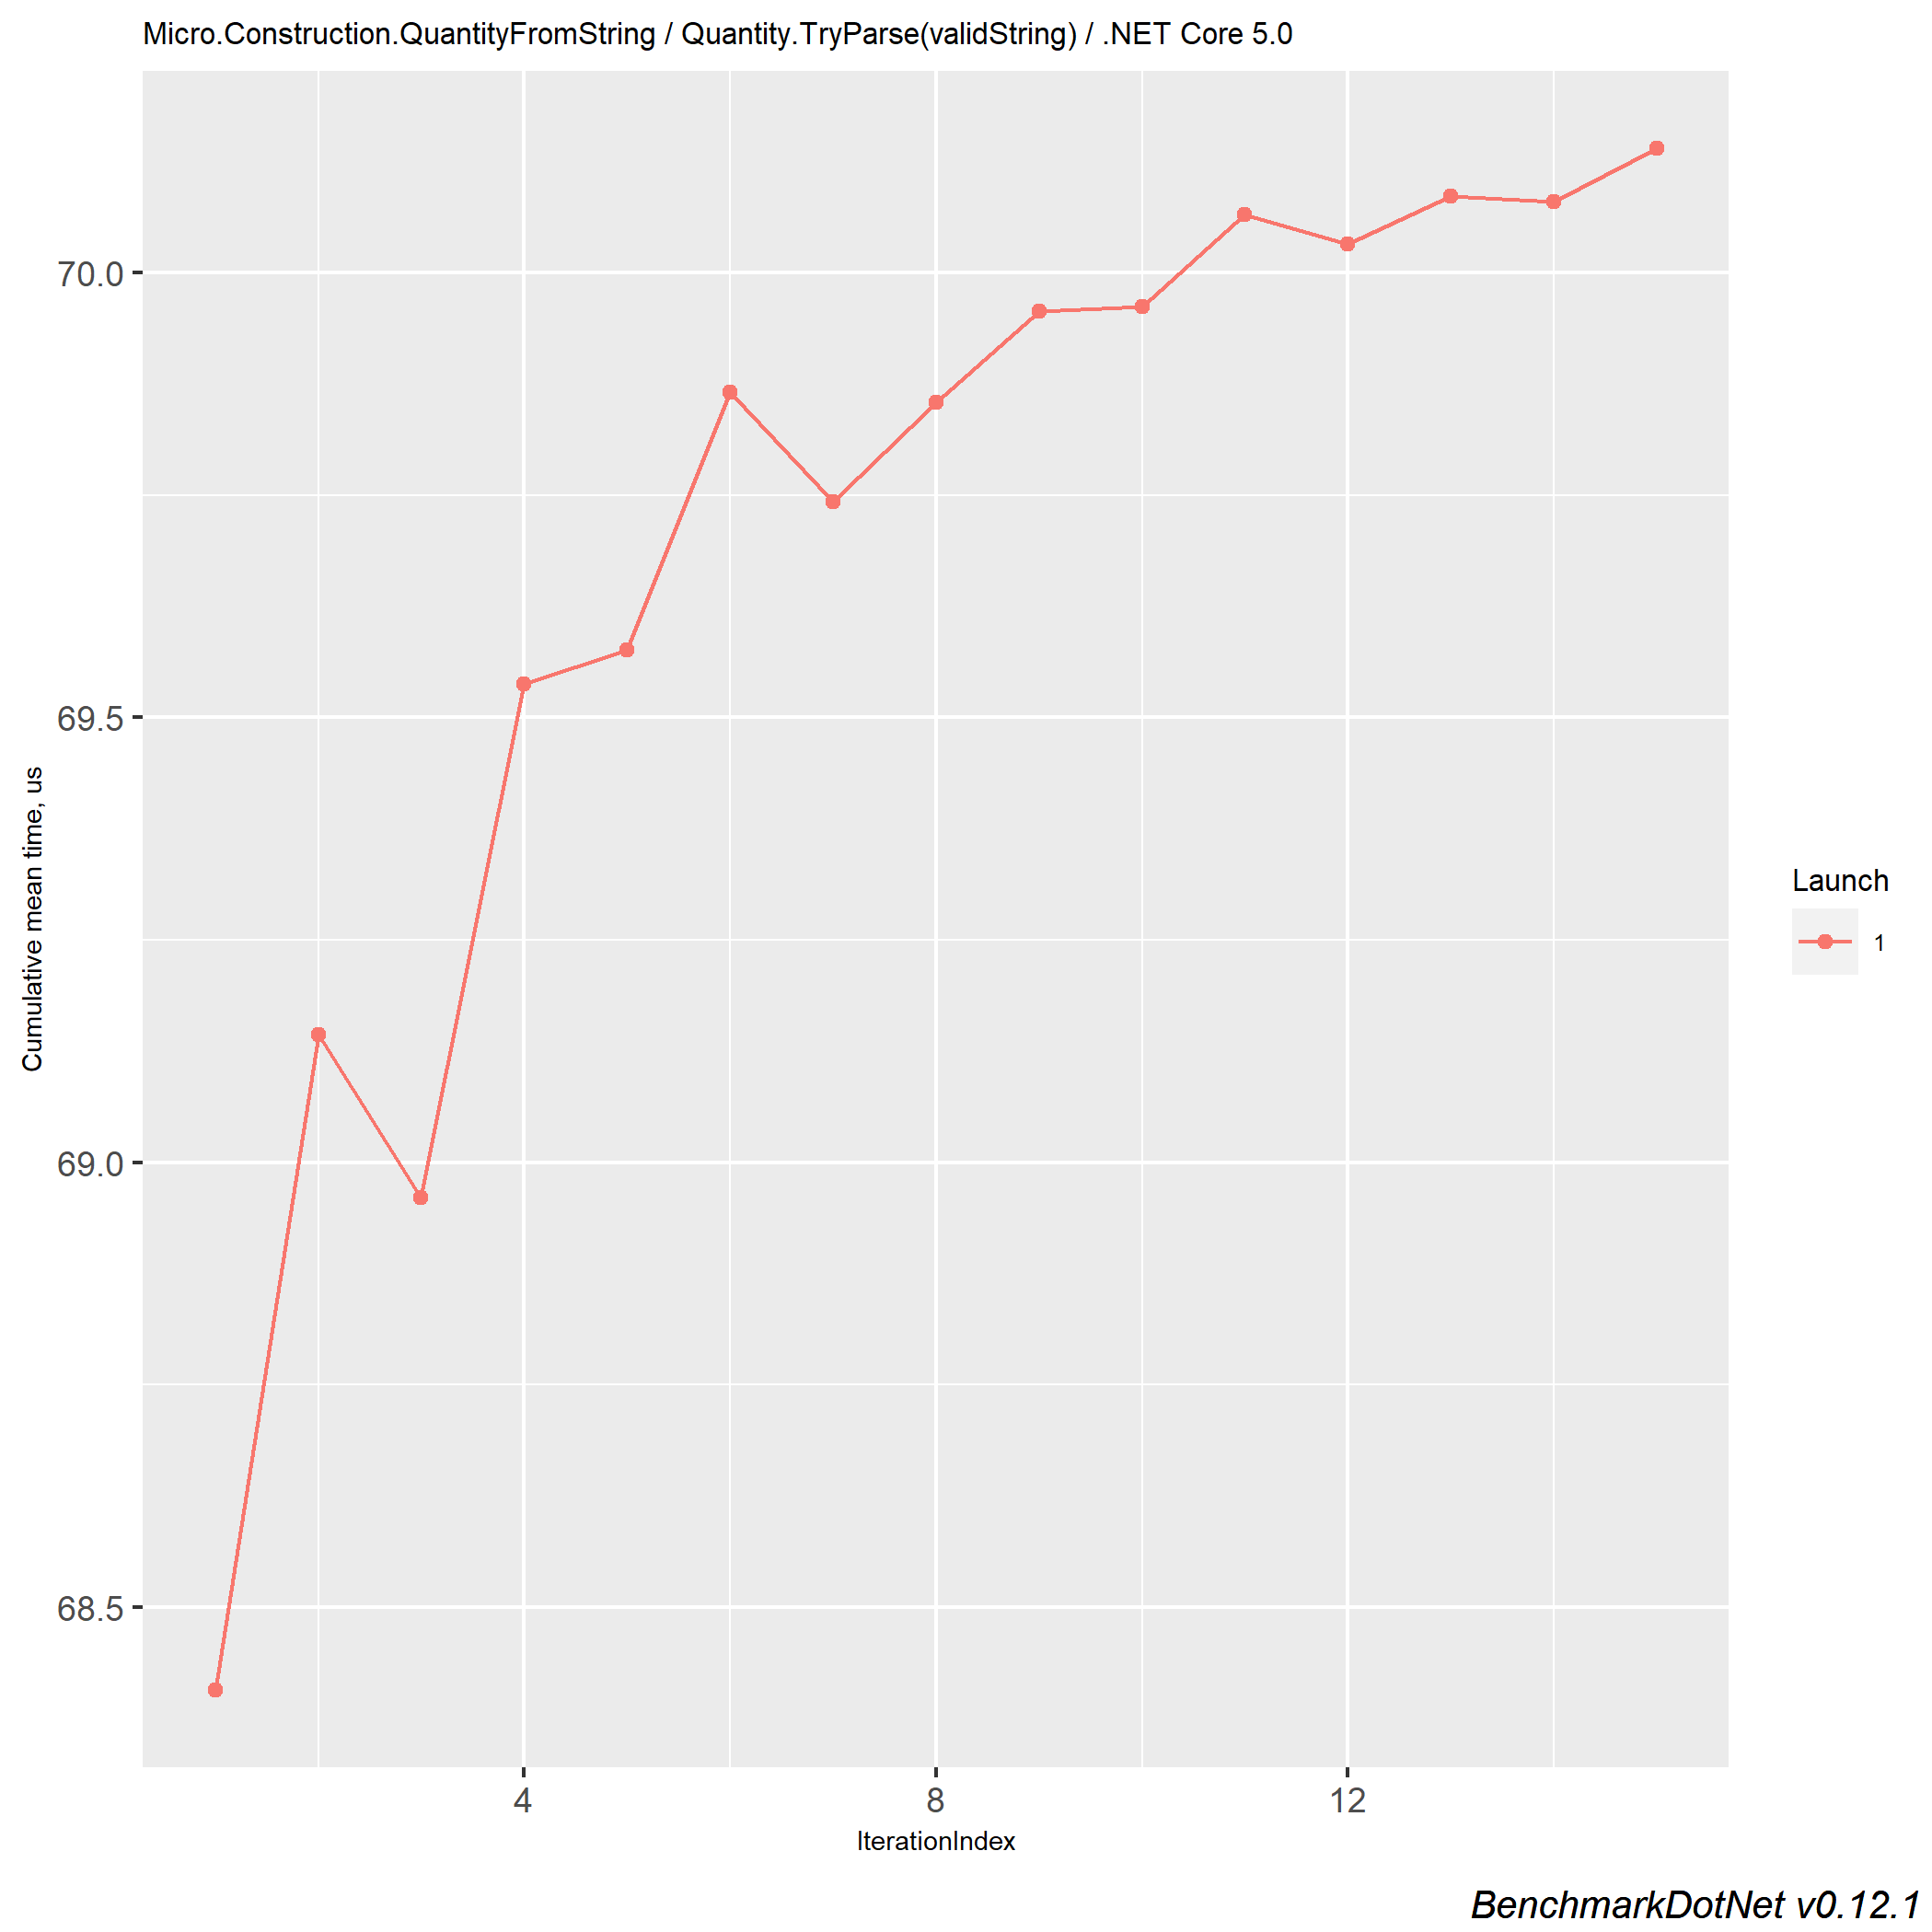 Micro.Construction.QuantityFromString / Quantity.TryParse(validString) / .NET Core 5.0
Cumulative mean time, us
70.0
69.5
69.0
68.5
4
8
12
IterationIndex
Launch
1
BenchmarkDotNet v0.12.1